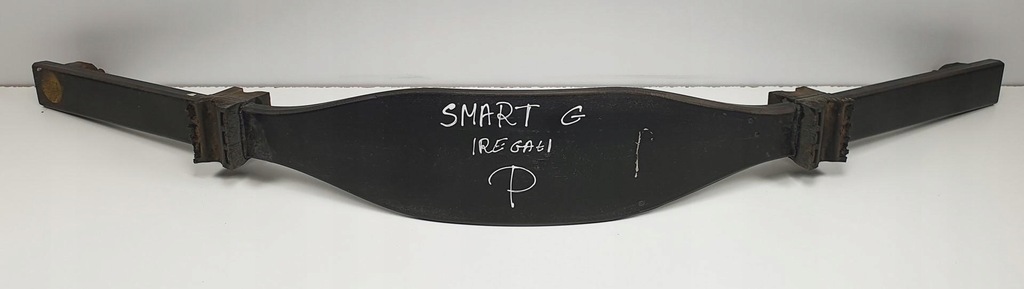 SMART G
IREGALI
P